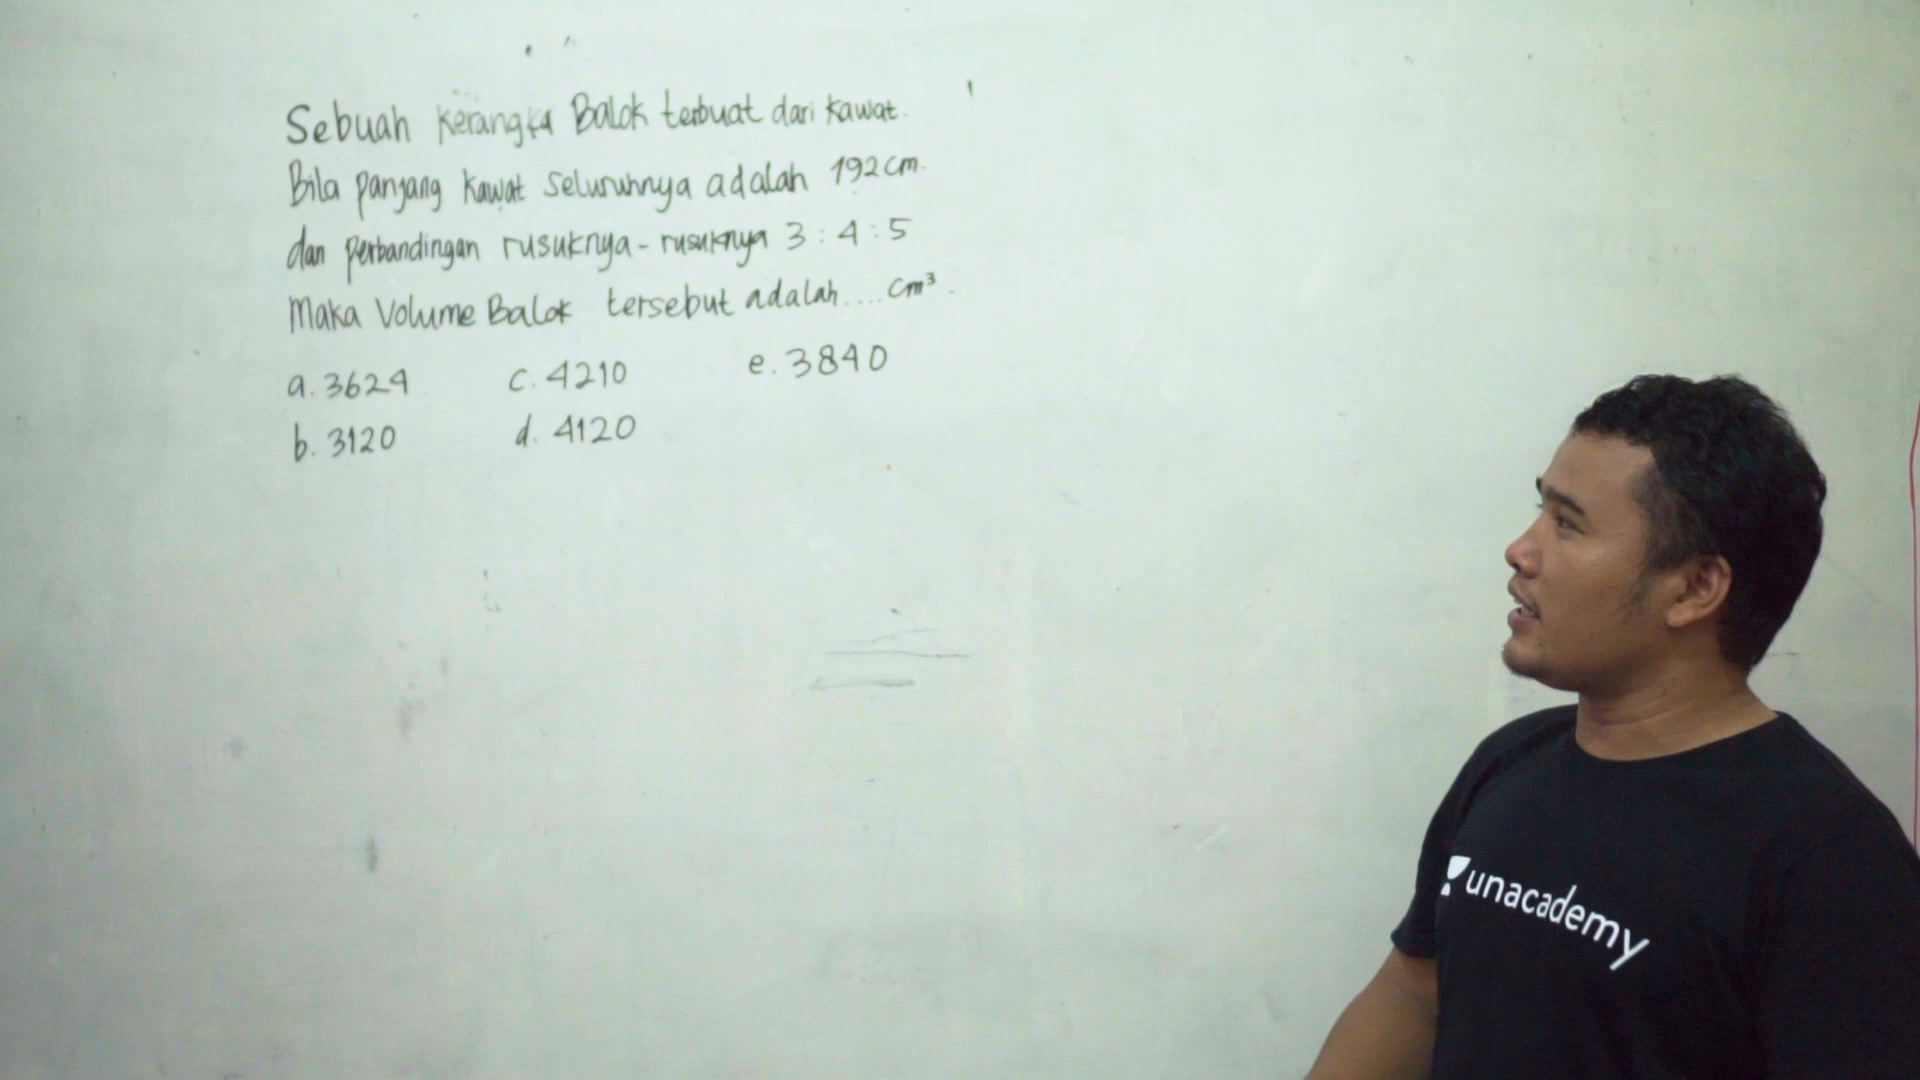 Sebuah Kerangka Balok terbuat dari kawat.
Bila panjang kawat seluruhnya adalah 192 cm.
dan perbandingan rusuknya - rusuknya 3 : 4 : 5
Maka Volume Balok tersebut adalah .... cm³.
a. 3624 c. 4210 e. 3840
b. 3120 d. 4120
unacademy